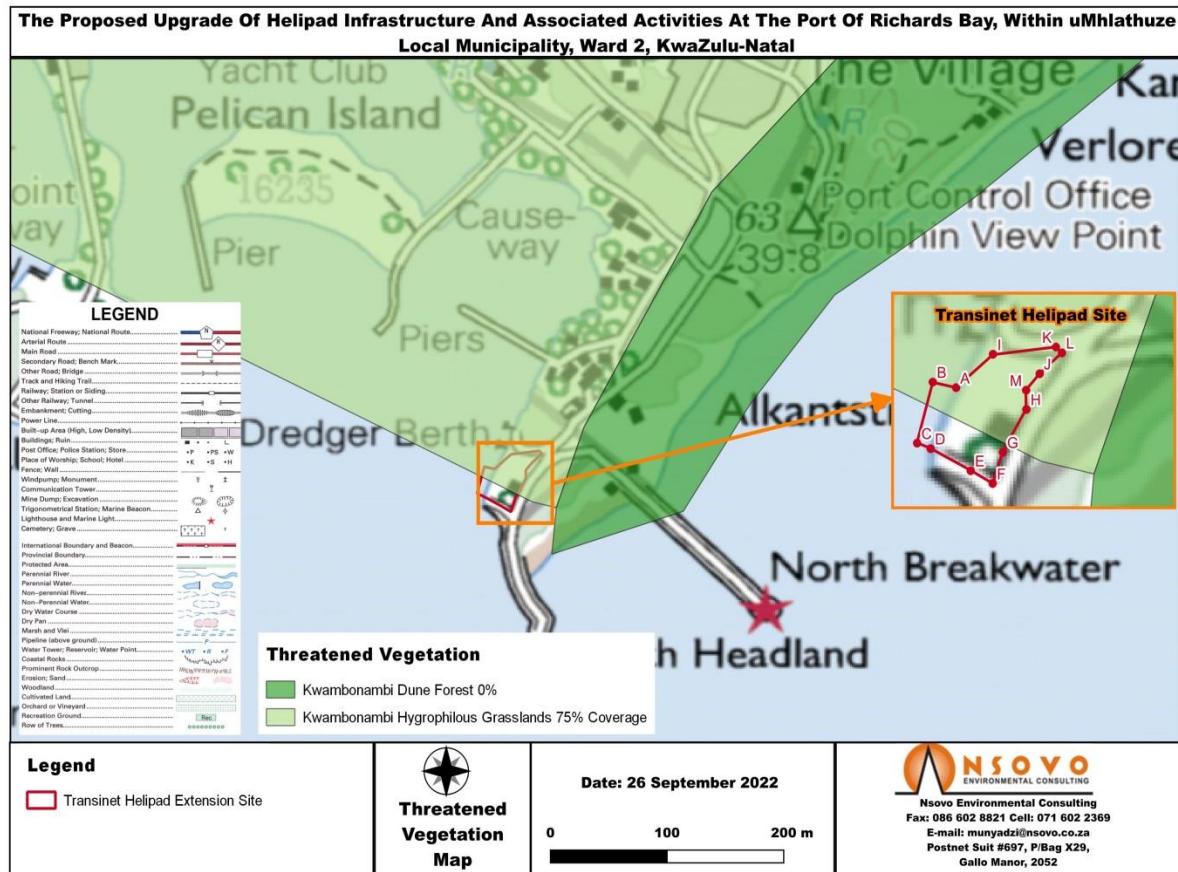 The Proposed Upgrade Of Helipad Infrastructure And Associated Activities At The Port Of Richards Bay, Within uMhlathuze
Local Municipality, Ward 2, KwaZulu-Natal
Yacht Club
Pelican Island
The Village
Kar
R
R
20
Verlore
oint
way
16235
Cause-
way
Pier
63
Port Control Office
Dolphin View Point
39.8
Piers
Dredger Berth
Alkantstr
North Breakwater
th Headland
Transinet Helipad Site
K
L
I
J
B
A
M
H
C
D
G
E
F
LEGEND
National Freeway; National Route
N
Arterial Route
R
Main Road
Secondary Road; Bench Mark
Other Road; Bridge
Track and Hiking Trail
Railway; Station or Siding
Other Railway; Tunnel
Embankment; Cutting
Power Line
Built-up Area (High, Low Density)
Buildings; Ruin
Post Office; Police Station; Store •P •PS •W
Place of Worship; School; Hotel •K •S •H
Fence; Wall
Windpump; Monument
Communication Tower
Mine Dump; Excavation
Trigonometrical Station; Marine Beacon
Lighthouse and Marine Light
Cemetery; Grave
International Boundary and Beacon
Provincial Boundary
Protected Area
Perennial River
Perennial Water
Non-perennial River
Non-Perennial Water
Dry Water Course
Dry Pan
Marsh and Vlei
Pipeline (above ground) P
Water Tower; Reservoir; Water Point •WT •R •F
Coastal Rocks
Prominent Rock Outcrop
Erosion; Sand
Woodland
Cultivated Land
Orchard or Vineyard
Recreation Ground Rec
Row of Trees
Threatened Vegetation
Kwambonambi Dune Forest 0%
Kwambonambi Hygrophilous Grasslands 75% Coverage
Legend
Transinet Helipad Extension Site
Threatened
Vegetation
Map
Date: 26 September 2022
0 100 200 m
NSOVO
ENVIRONMENTAL CONSULTING
Nsovo Environmental Consulting
Fax: 086 602 8821 Cell: 071 602 2369
E-mail: munyadzi@nsovo.co.za
Postnet Suit #697, P/Bag X29,
Gallo Manor, 2052